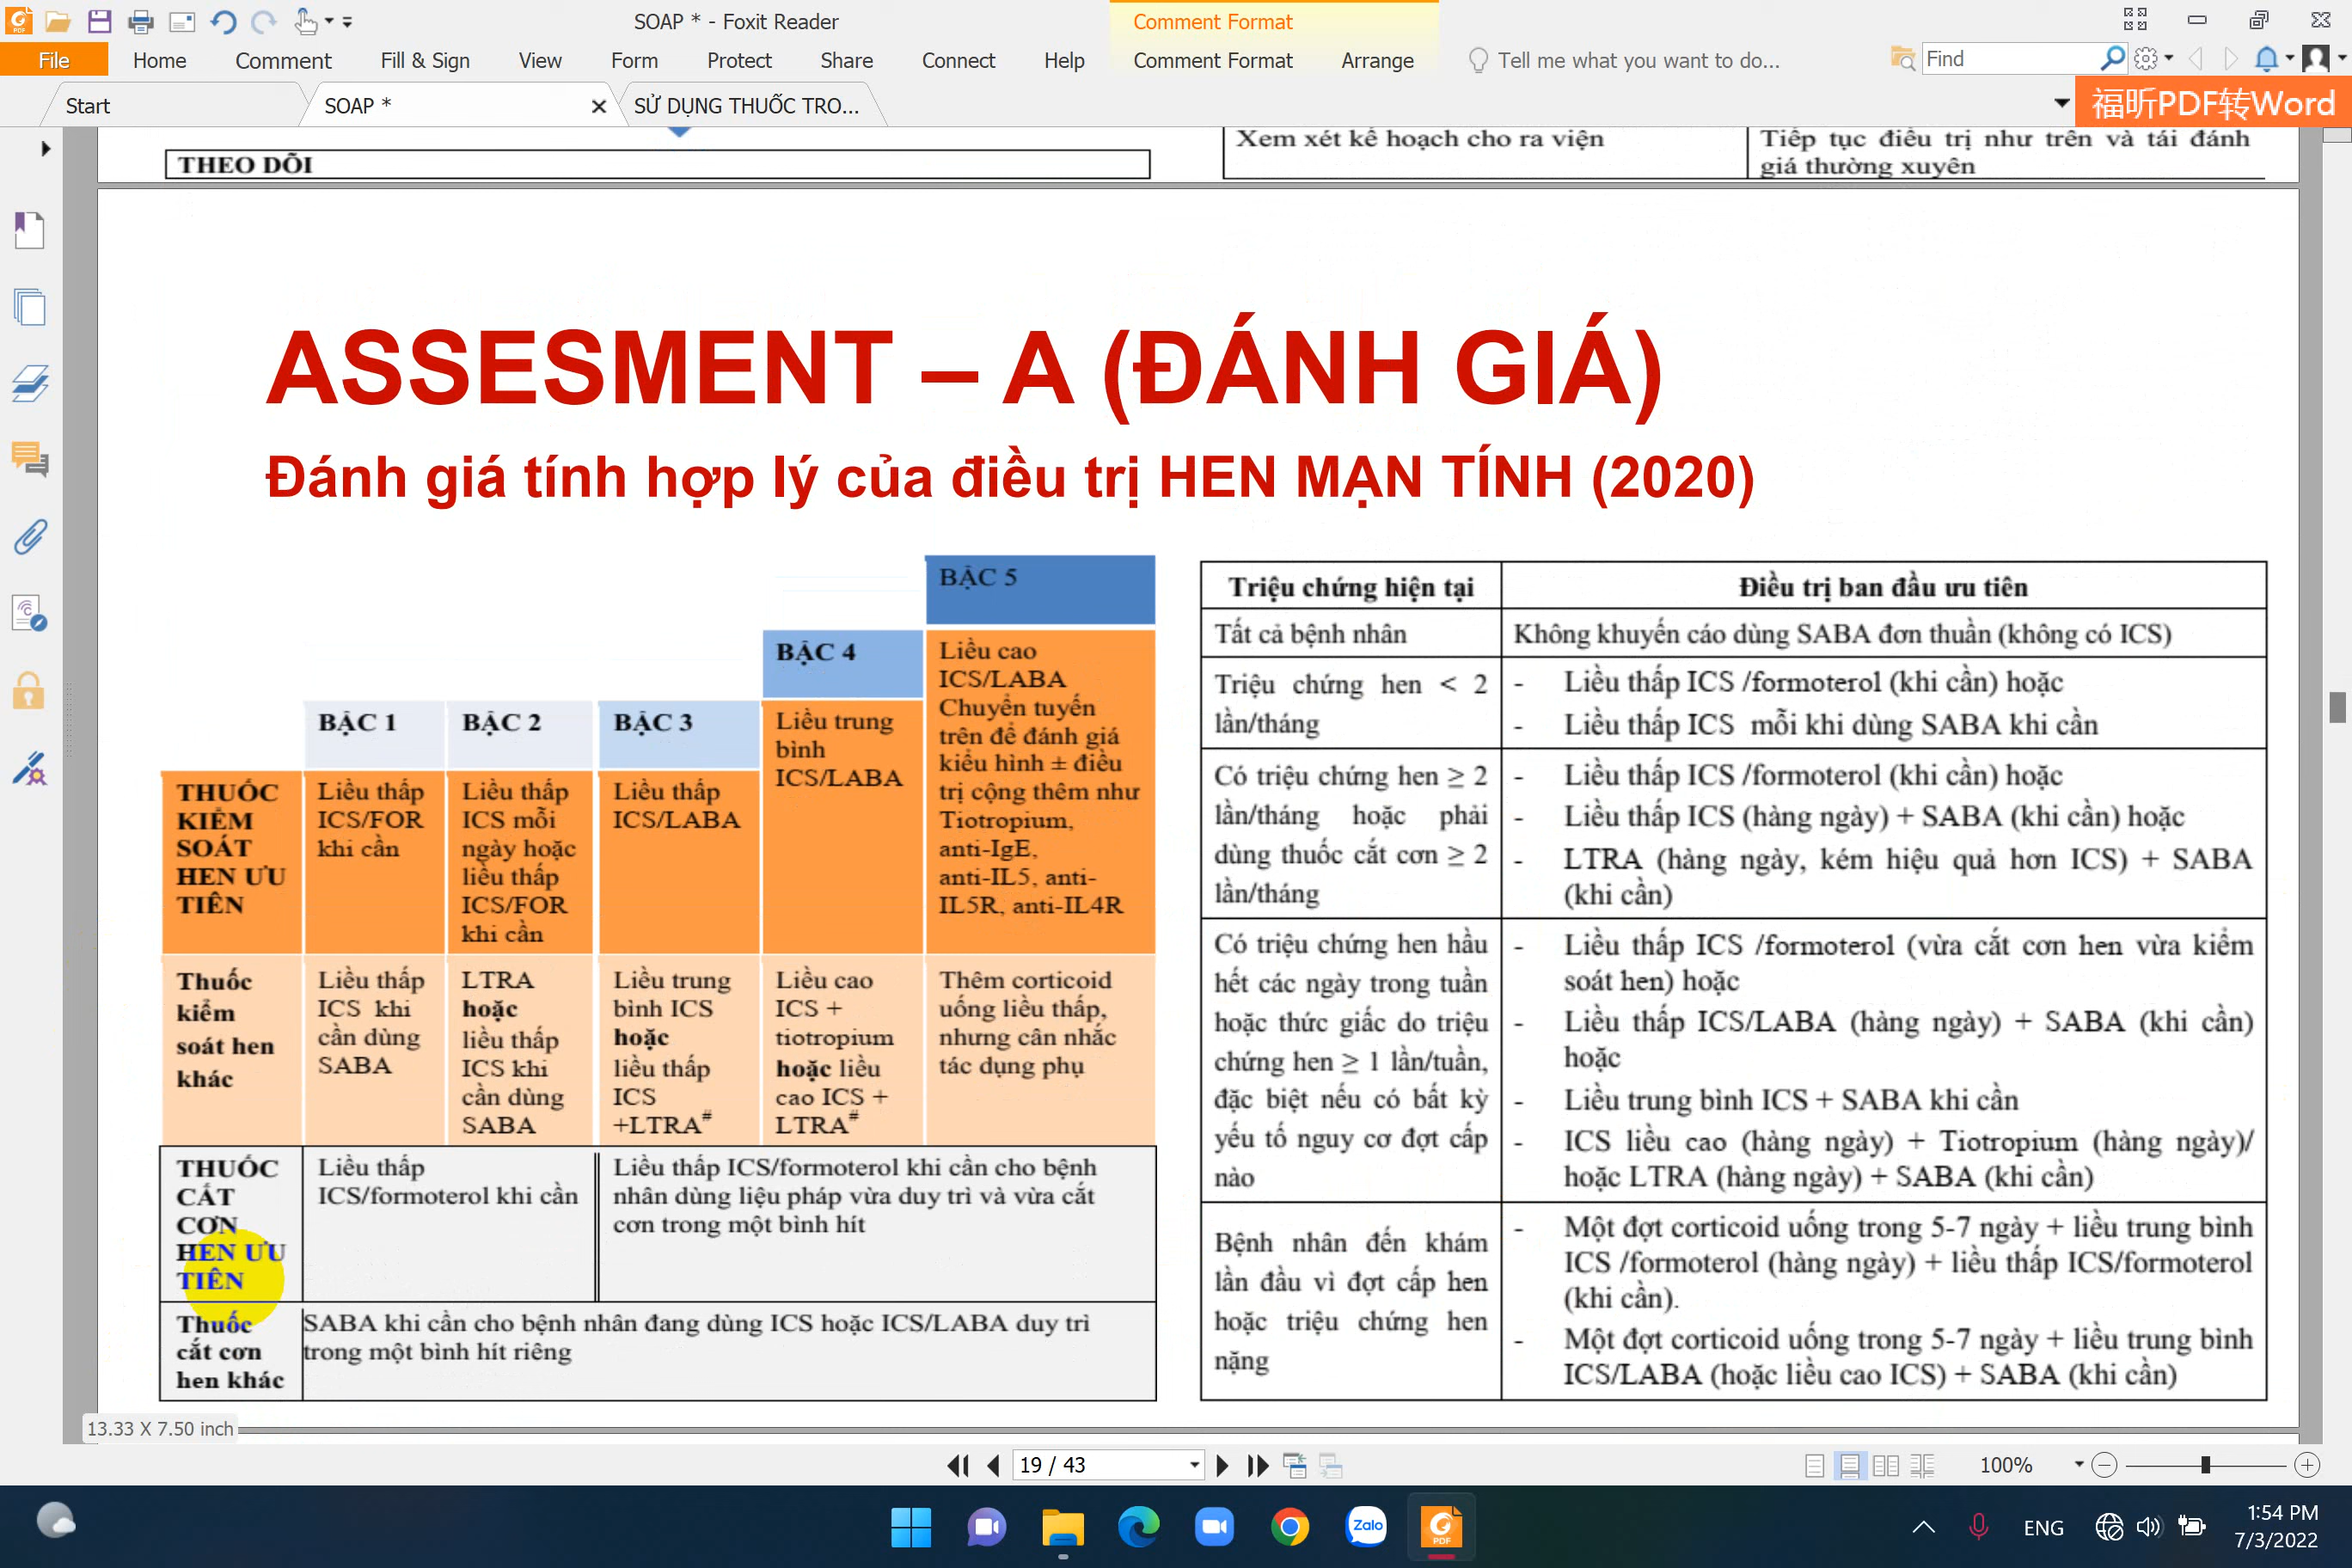 SOAP * - Foxit Reader
Comment Format
File
Home
Comment
Fill & Sign
View
Form
Protect
Share
Connect
Help
Comment Format
Arrange
Tell me what you want to do...
Find
Start
SOAP *
SỬ DỤNG THUỐC TRO...
福昕PDF转Word
THEO DÕI
Xem xét kế hoạch cho ra viện
Tiếp tục điều trị như trên và tái đánh
giá thường xuyên
ASSESMENT – A (ĐÁNH GIÁ)
Đánh giá tính hợp lý của điều trị HEN MẠN TÍNH (2020)
BẬC 1
BẬC 2
BẬC 3
BẬC 4
BẬC 5
THUỐC
KIỂM
SOÁT
HEN ƯU
TIÊN
Liều thấp
ICS/FOR
khi cần
Liều thấp
ICS mỗi
ngày hoặc
liều thấp
ICS/FOR
khi cần
Liều thấp
ICS/LABA
Liều trung
bình
ICS/LABA
Liều cao
ICS/LABA
Chuyển tuyến
trên để đánh giá
kiểu hình ± điều
trị cộng thêm như
Tiotropium,
anti-IgE,
anti-IL5, anti-
IL5R, anti-IL4R
Thuốc
kiểm
soát hen
khác
Liều thấp
ICS khi
cần dùng
SABA
LTRA
hoặc
liều thấp
ICS khi
cần dùng
SABA
Liều trung
bình ICS
hoặc
liều thấp
ICS
+LTRA#
Liều cao
ICS +
tiotropium
hoặc liều
cao ICS +
LTRA#
Thêm corticoid
uống liều thấp,
nhưng cân nhắc
tác dụng phụ
THUỐC
CẮT
CƠN
HEN ƯU
TIÊN
Liều thấp
ICS/formoterol khi cần
Liều thấp ICS/formoterol khi cần cho bệnh
nhân dùng liệu pháp vừa duy trì và vừa cắt
cơn trong một bình hít
Thuốc
cắt cơn
hen khác
SABA khi cần cho bệnh nhân đang dùng ICS hoặc ICS/LABA duy trì
trong một bình hít riêng
Triệu chứng hiện tại
Điều trị ban đầu ưu tiên
Tất cả bệnh nhân
Không khuyến cáo dùng SABA đơn thuần (không có ICS)
Triệu chứng hen < 2
lần/tháng
- Liều thấp ICS /formoterol (khi cần) hoặc
- Liều thấp ICS mỗi khi dùng SABA khi cần
Có triệu chứng hen ≥ 2
lần/tháng hoặc phải
dùng thuốc cắt cơn ≥ 2
lần/tháng
- Liều thấp ICS /formoterol (khi cần) hoặc
- Liều thấp ICS (hàng ngày) + SABA (khi cần) hoặc
- LTRA (hàng ngày, kém hiệu quả hơn ICS) + SABA
(khi cần)
Có triệu chứng hen hầu
hết các ngày trong tuần
hoặc thức giấc do triệu
chứng hen ≥ 1 lần/tuần,
đặc biệt nếu có bất kỳ
yếu tố nguy cơ đợt cấp
nào
- Liều thấp ICS /formoterol (vừa cắt cơn hen vừa kiểm
soát hen) hoặc
- Liều thấp ICS/LABA (hàng ngày) + SABA (khi cần)
hoặc
- Liều trung bình ICS + SABA khi cần
- ICS liều cao (hàng ngày) + Tiotropium (hàng ngày)/
hoặc LTRA (hàng ngày) + SABA (khi cần)
Bệnh nhân đến khám
lần đầu vì đợt cấp hen
hoặc triệu chứng hen
nặng
- Một đợt corticoid uống trong 5-7 ngày + liều trung bình
ICS /formoterol (hàng ngày) + liều thấp ICS/formoterol
(khi cần).
- Một đợt corticoid uống trong 5-7 ngày + liều trung bình
ICS/LABA (hoặc liều cao ICS) + SABA (khi cần)
13.33 X 7.50 inch
19 / 43
100%
Zalo
ENG
1:54 PM
7/3/2022